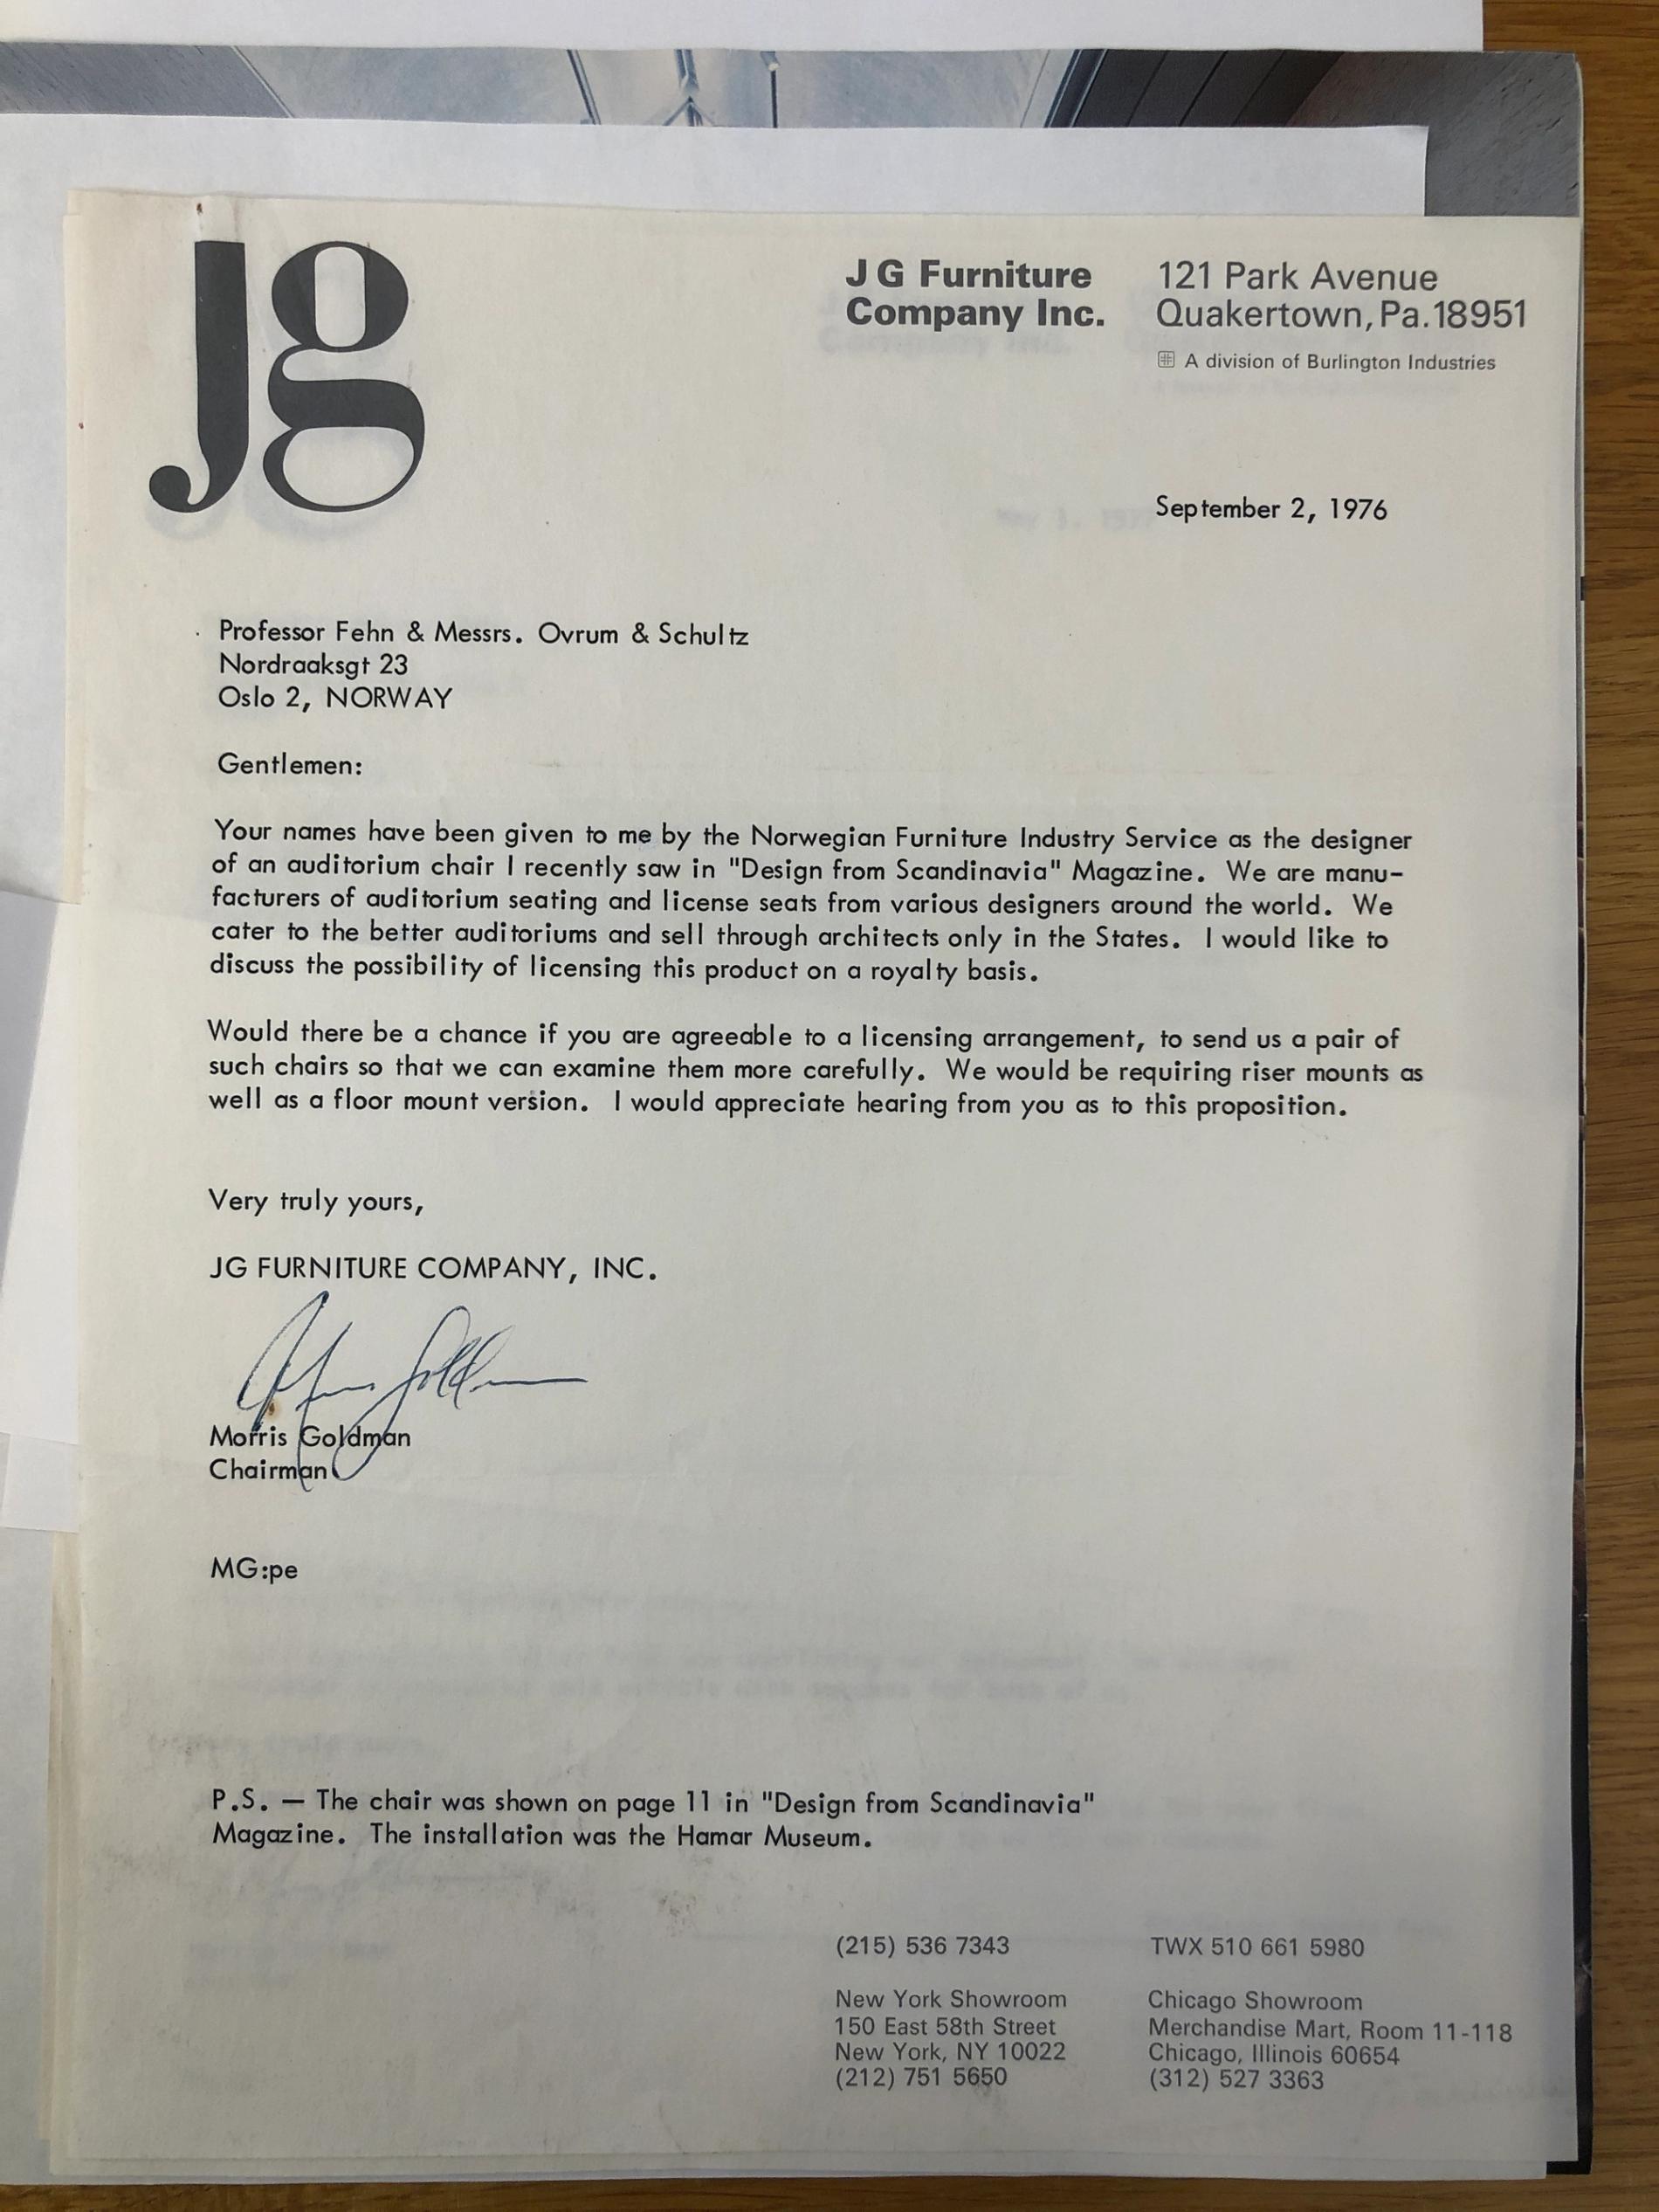 Jg
J G Furniture
Company Inc.
121 Park Avenue
Quakertown, Pa. 18951
A division of Burlington Industries
September 2, 1976
Professor Fehn & Messrs. Ovrum & Schultz
Nordraaksgt 23
Oslo 2, NORWAY
Gentlemen:
Your names have been given to me by the Norwegian Furniture Industry Service as the designer
of an auditorium chair I recently saw in "Design from Scandinavia" Magazine. We are manu-
facturers of auditorium seating and license seats from various designers around the world. We
cater to the better auditoriums and sell through architects only in the States. I would like to
discuss the possibility of licensing this product on a royalty basis.
Would there be a chance if you are agreeable to a licensing arrangement, to send us a pair of
such chairs so that we can examine them more carefully. We would be requiring riser mounts as
well as a floor mount version. I would appreciate hearing from you as to this proposition.
Very truly yours,
JG FURNITURE COMPANY, INC.
Morris Goldman
Chairman
MG:pe
P.S. — The chair was shown on page 11 in "Design from Scandinavia"
Magazine. The installation was the Hamar Museum.
(215) 536 7343
TWX 510 661 5980
New York Showroom
150 East 58th Street
New York, NY 10022
(212) 751 5650
Chicago Showroom
Merchandise Mart, Room 11-118
Chicago, Illinois 60654
(312) 527 3363